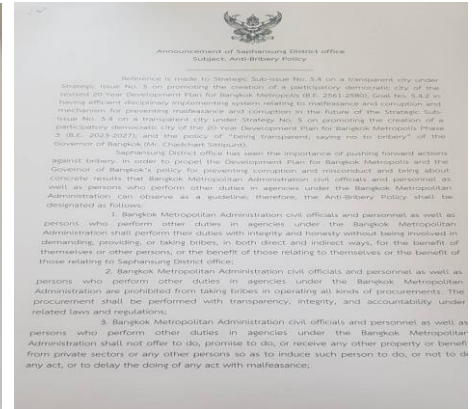 Announcement of Saphansung District office
Subject: Anti-Bribery Policy
Reference is made to Strategic Sub-Issue No. 5.4 on a transparent city under
Strategic Issue No. 5 on promoting the creation of a participatory democratic city of the
revised 20 Year Development Plan for Bangkok Metropolis (B.E. 2561-2580), Goal No. 5.4.2 in
having efficient disciplinary implementing system relating to malfeasance and corruption and
mechanism for preventing malfeasance and corruption in the future of the Strategic Sub-
Issue No. 5.4 on a transparent city under Strategy No. 5 on promoting the creation of a
participatory democratic city of the 20 Year Development Plan for Bangkok Metropolis Phase
3 (B.E. 2023-2027); and the policy of "being transparent, saying no to bribery" of the
Governor of Bangkok (Mr. Chadchart Sittipunt).
Saphansung District office has seen the importance of pushing forward actions
against bribery. In order to propel the Development Plan for Bangkok Metropolis and the
Governor of Bangkok's policy for preventing corruption and misconduct and bring about
concrete results that Bangkok Metropolitan Administration civil officials and personnel as
well as persons who perform other duties in agencies under the Bangkok Metropolitan
Administration can observe as a guideline; therefore, the Anti-Bribery Policy shall be
designated as follows:
1. Bangkok Metropolitan Administration civil officials and personnel as well as
persons who perform other duties in agencies under the Bangkok Metropolitan
Administration shall perform their duties with integrity and honesty without being involved in
demanding, providing, or taking bribes, in both direct and indirect ways, for the benefit of
themselves or other persons, or the benefit of those relating to themselves or the benefit of
those relating to Saphansung District office;
2. Bangkok Metropolitan Administration civil officials and personnel as well as
persons who perform other duties in agencies under the Bangkok Metropolitan
Administration are prohibited from taking bribes in operating all kinds of procurements. The
procurement shall be performed with transparency, integrity, and accountability under
related laws and regulations;
3. Bangkok Metropolitan Administration civil officials and personnel as well as
persons who perform other duties in agencies under the Bangkok Metropolitan
Administration shall not offer to do, promise to do, or receive any other property or benefit
from private sectors or any other persons so as to induce such person to do, or not to do
any act, or to delay the doing of any act with malfeasance;